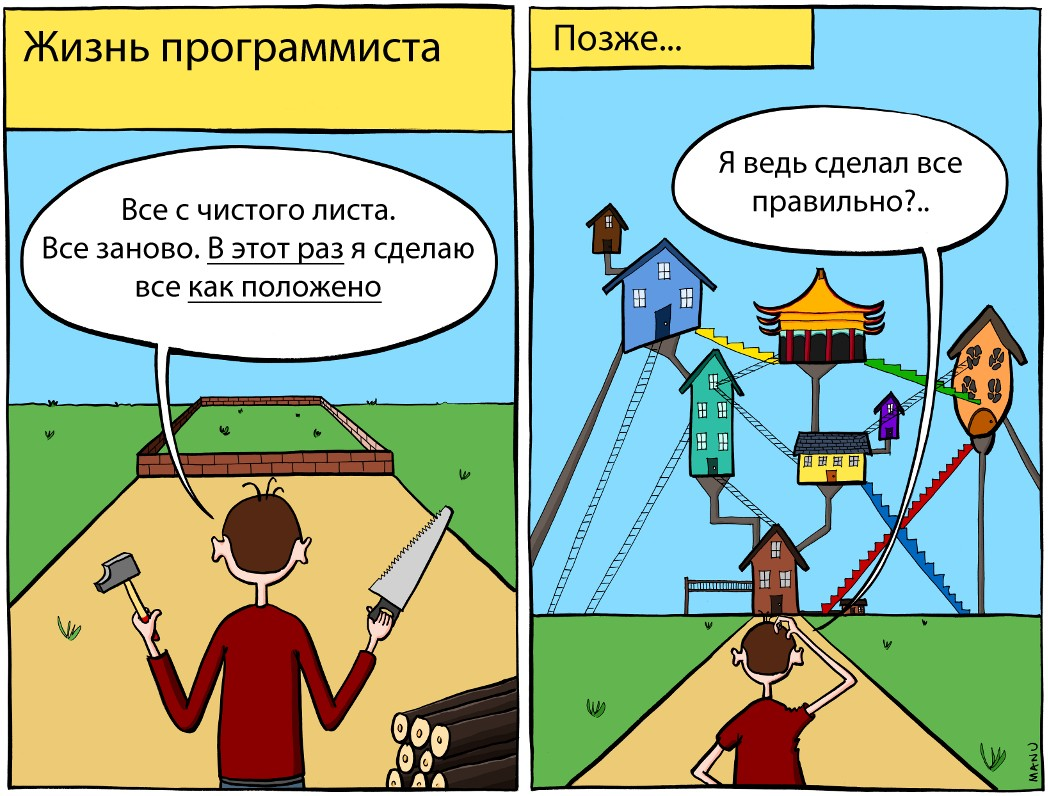 Жизнь программиста
Все с чистого листа.
Все заново. В этот раз я сделаю
все как положено
Позже...
Я ведь сделал все
правильно?..
MANU